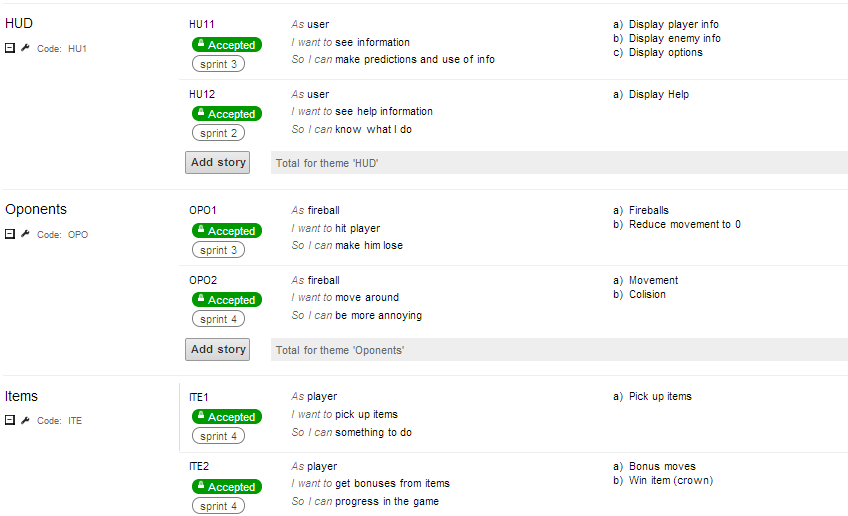 HUD
Code: HU1
HU11
Accepted
sprint 3
As user
I want to see information
So I can make predictions and use of info
a) Display player info
b) Display enemy info
c) Display options
HU12
Accepted
sprint 2
As user
I want to see help information
So I can know what I do
a) Display Help
Add story
Total for theme 'HUD'
Oponents
Code: OPO
OPO1
Accepted
sprint 3
As fireball
I want to hit player
So I can make him lose
a) Fireballs
b) Reduce movement to 0
OPO2
Accepted
sprint 4
As fireball
I want to move around
So I can be more annoying
a) Movement
b) Colision
Add story
Total for theme 'Oponents'
Items
Code: ITE
ITE1
Accepted
sprint 4
As player
I want to pick up items
So I can something to do
a) Pick up items
ITE2
Accepted
sprint 4
As player
I want to get bonuses from items
So I can progress in the game
a) Bonus moves
b) Win item (crown)